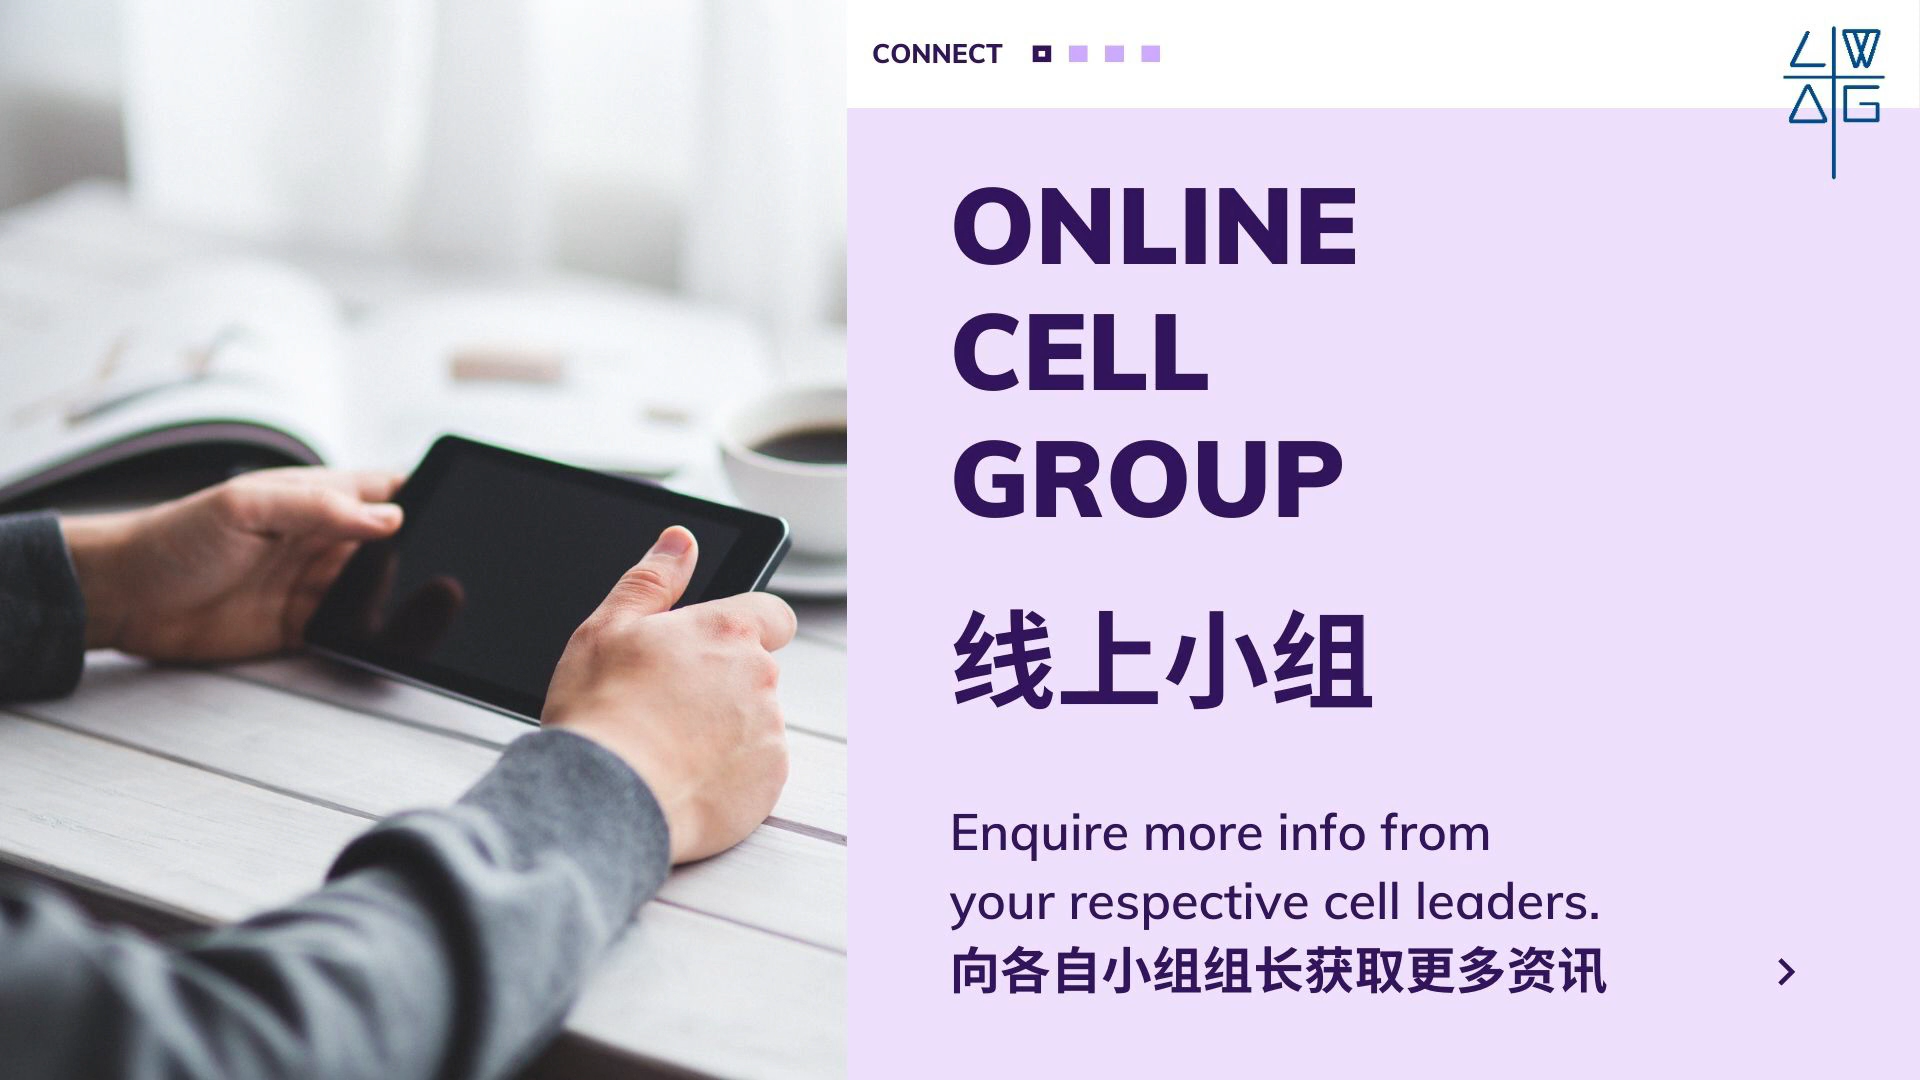 CONNECT
L W
A G
ONLINE
CELL
GROUP
线上小组
Enquire more info from
your respective cell leaders.
向各自小组组长获取更多资讯